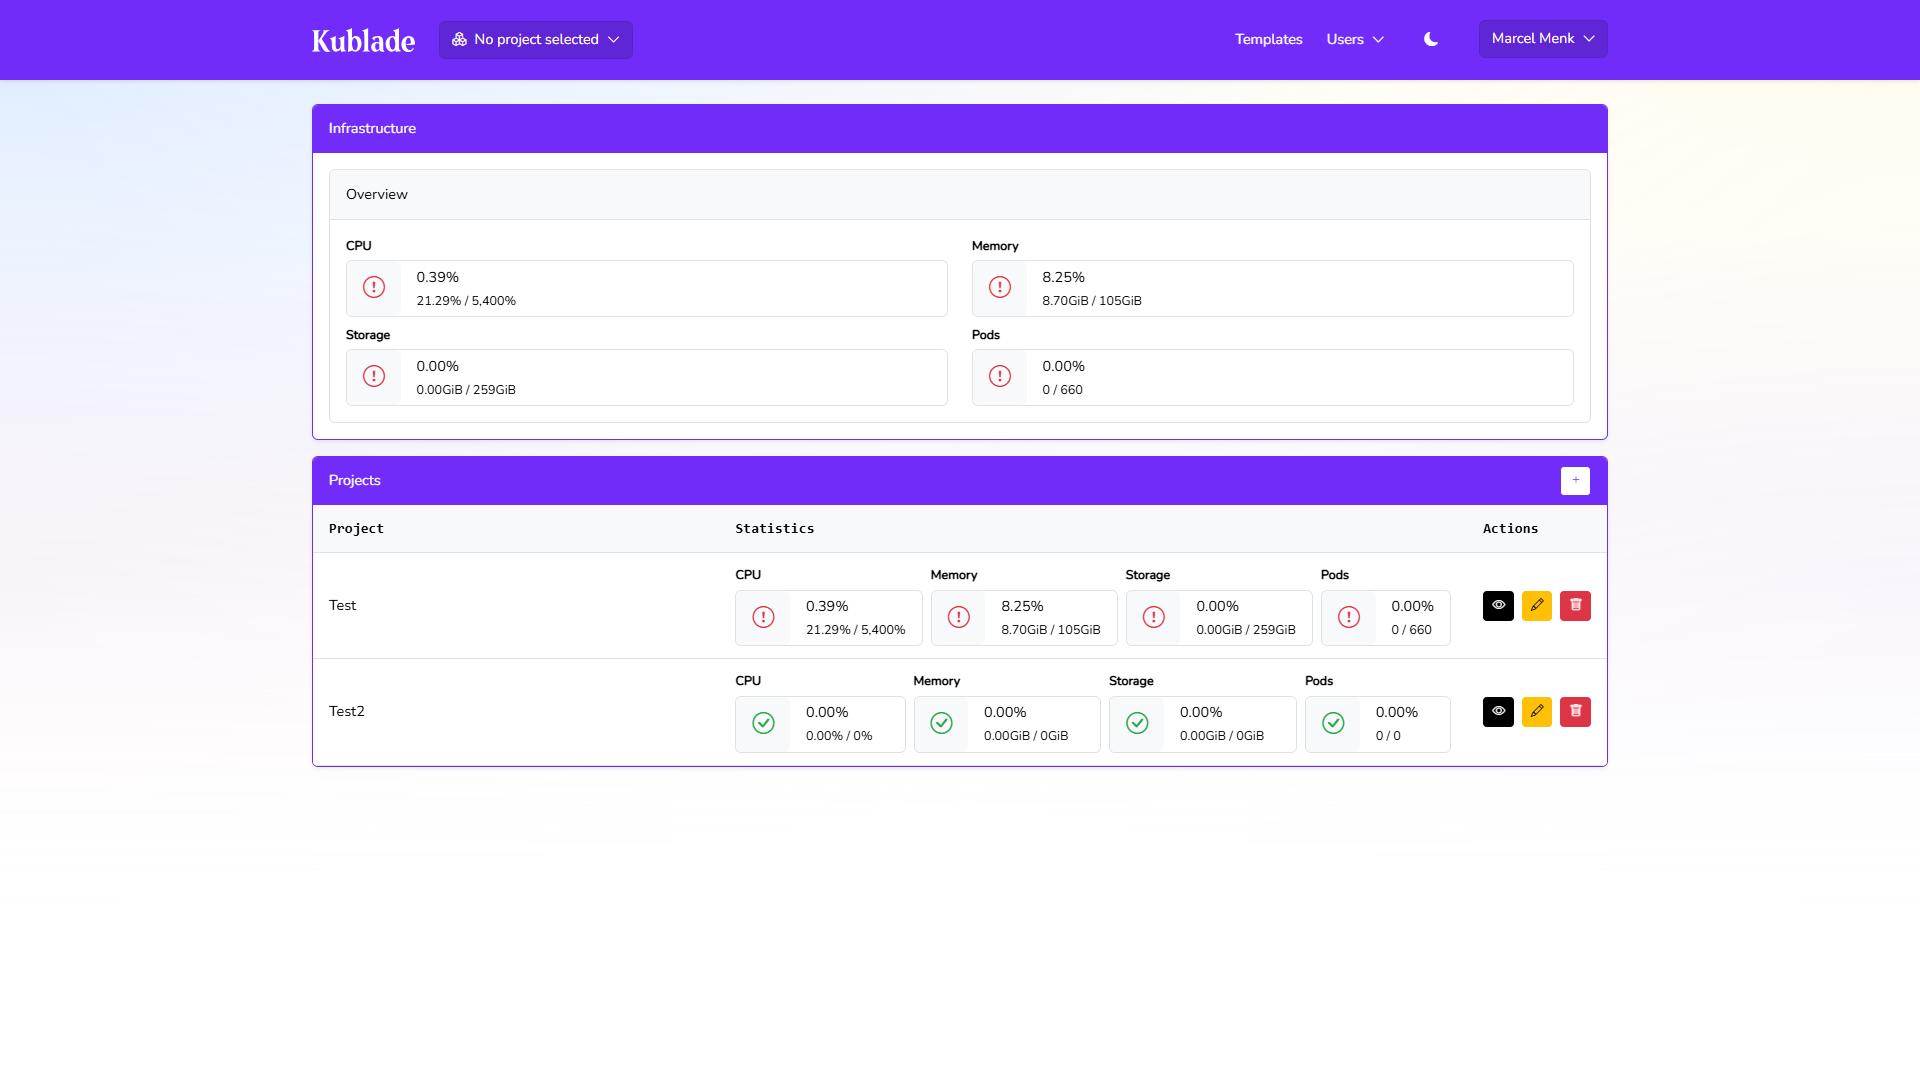 Kublade
No project selected
Templates
Users
Marcel Menk
Infrastructure
Overview
CPU
Memory
0.39%
21.29% / 5,400%
8.25%
8.70GiB / 105GiB
Storage
Pods
0.00%
0.00GiB / 259GiB
0.00%
0 / 660
Projects
+
Project
Statistics
Actions
Test
CPU
0.39%
21.29% / 5,400%
Memory
8.25%
8.70GiB / 105GiB
Storage
0.00%
0.00GiB / 259GiB
Pods
0.00%
0 / 660
Test2
CPU
0.00%
0.00% / 0%
Memory
0.00%
0.00GiB / 0GiB
Storage
0.00%
0.00GiB / 0GiB
Pods
0.00%
0 / 0